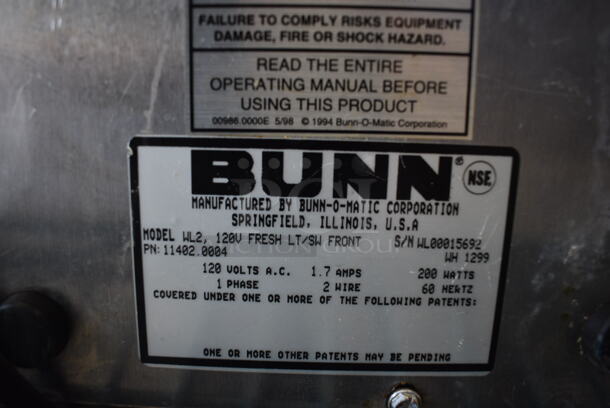 FAILURE TO COMPLY RISKS EQUIPMENT
DAMAGE, FIRE OR SHOCK HAZARD.
READ THE ENTIRE
OPERATING MANUAL BEFORE
USING THIS PRODUCT
00986.0000E 5/98 © 1994 Bunn-O-Matic Corporation
BUNN®
NSF.
MANUFACTURED BY BUNN-O-MATIC CORPORATION
SPRINGFIELD, ILLINOIS, U.S.A
MODEL WL2, 120V FRESH LT/SW FRONT S/N WL00015692
PN: 11402.0004 WH 1299
120 VOLTS A.C. 1.7 AMPS 200 WATTS
1 PHASE 2 WIRE 60 HERTZ
COVERED UNDER ONE OR MORE OF THE FOLLOWING PATENTS:
ONE OR MORE OTHER PATENTS MAY BE PENDING